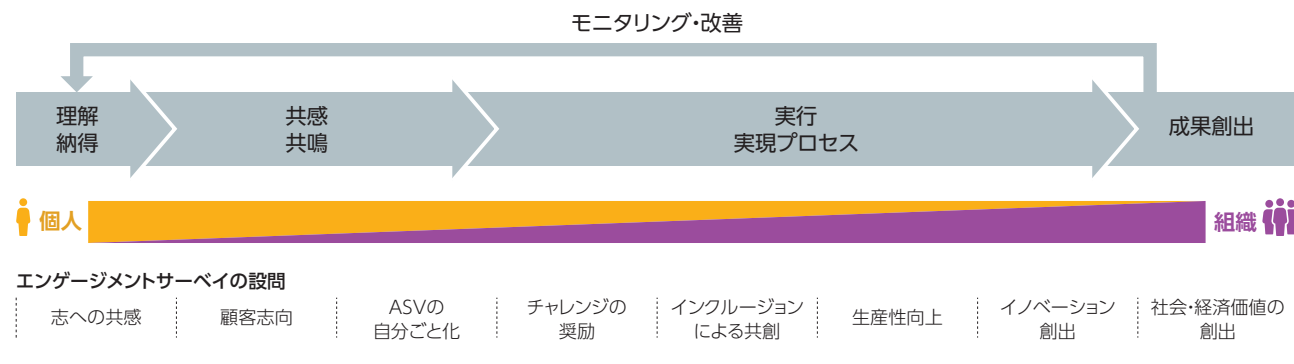 モニタリング・改善
理解
納得
共感
共鳴
実行
実現プロセス
成果創出
個人
組織
エンゲージメントサーベイの設問
志への共感
顧客志向
ASVの
自分ごと化
チャレンジの
奨励
インクルージョン
による共創
生産性向上
イノベーション
創出
社会・経済価値の
創出